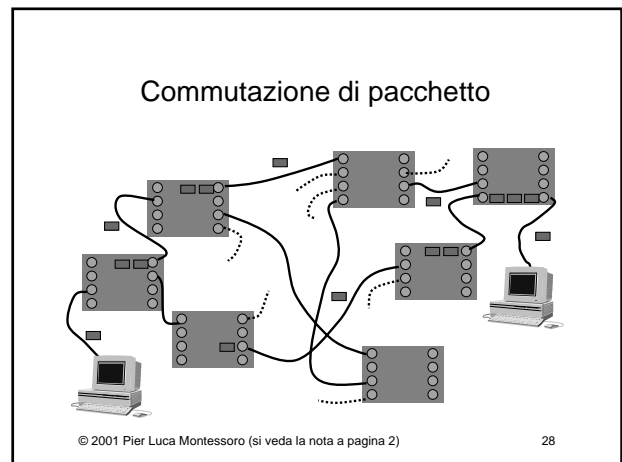 Commutazione di pacchetto
© 2001 Pier Luca Montessoro (si veda la nota a pagina 2) 28